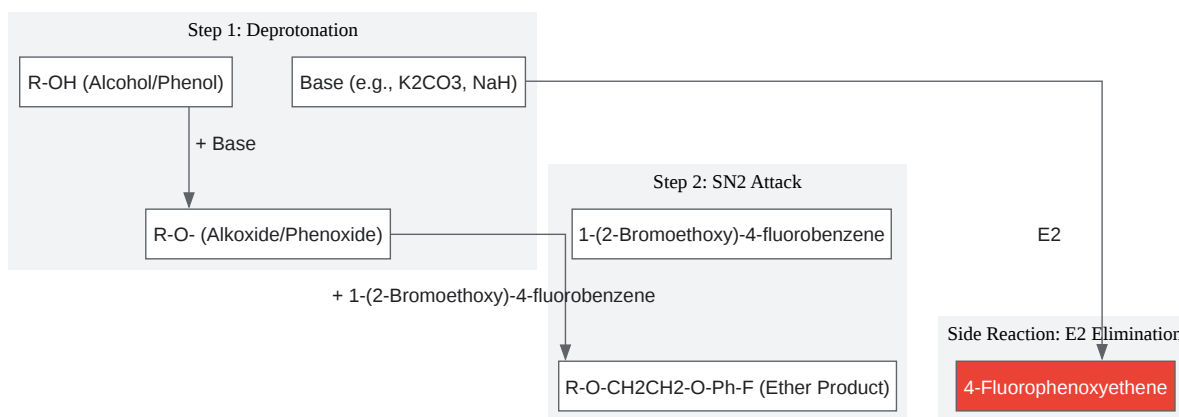 Step 1: Deprotonation
R-OH (Alcohol/Phenol)
Base (e.g., K2CO3, NaH)
+ Base
Step 2: SN2 Attack
R-O- (Alkoxide/Phenoxide)
1-(2-Bromoethoxy)-4-fluorobenzene
E2
+ 1-(2-Bromoethoxy)-4-fluorobenzene
Side Reaction: E2 Elimination
R-O-CH2CH2-O-Ph-F (Ether Product)
4-Fluorophenoxyethene